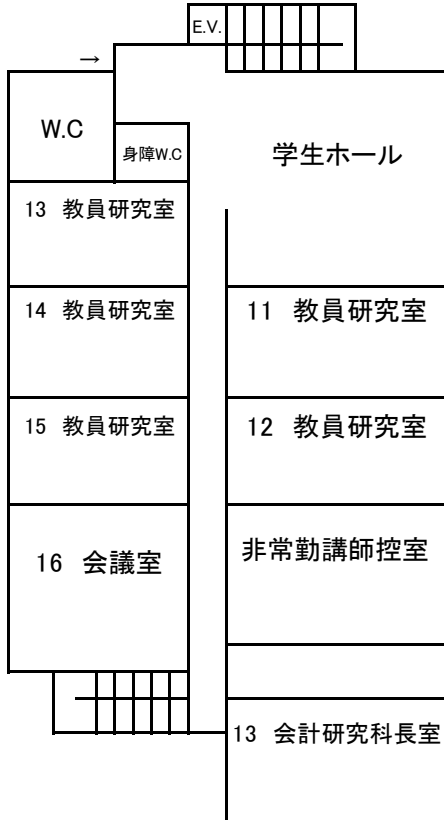 E.V.
→
W.C
身障W.C
学生ホール
13 教員研究室
14 教員研究室
11 教員研究室
15 教員研究室
12 教員研究室
16 会議室
非常勤講師控室
13 会計研究科長室